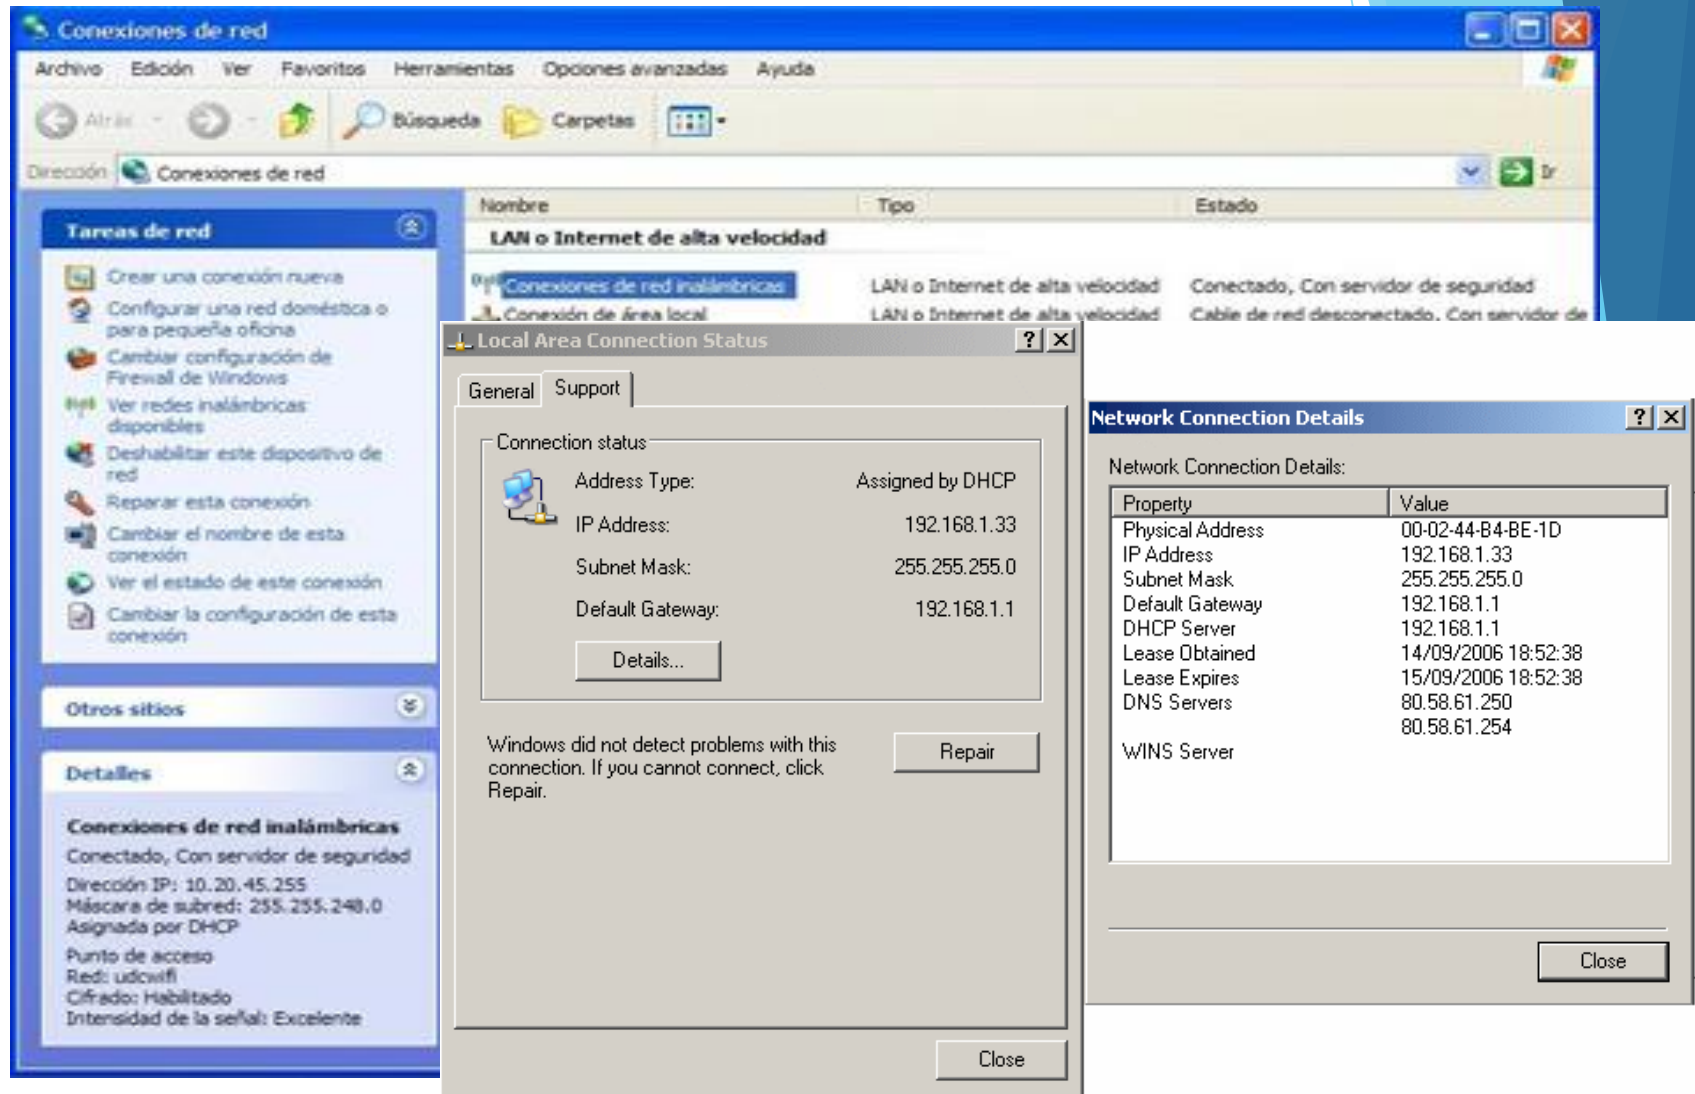 Conexiones de red
Archivo Edición Ver Favoritos Herramientas Opciones avanzadas Ayuda
Atrás Búsqueda Carpetas
Dirección Conexiones de red Ir
Nombre Tipo Estado
LAN o Internet de alta velocidad
Conexiones de red inalámbricas LAN o Internet de alta velocidad Conectado, Con servidor de seguridad
Conexión de área local LAN o Internet de alta velocidad Cable de red desconectado, Con servidor de
Tareas de red
Crear una conexión nueva
Configurar una red doméstica o
para pequeña oficina
Cambiar configuración de
Firewall de Windows
Ver redes inalámbricas
disponibles
Deshabilitar este dispositivo de
red
Reparar esta conexión
Cambiar el nombre de esta
conexión
Ver el estado de este conexión
Cambiar la configuración de esta
conexión
Otros sitios
Detalles
Conexiones de red inalámbricas
Conectado, Con servidor de seguridad
Dirección IP: 10.20.45.255
Máscara de subred: 255.255.248.0
Asignada por DHCP
Punto de acceso
Red: udcwifi
Cifrado: Habilitado
Intensidad de la señal: Excelente
Local Area Connection Status
General Support
Connection status
Address Type: Assigned by DHCP
IP Address: 192.168.1.33
Subnet Mask: 255.255.255.0
Default Gateway: 192.168.1.1
Details...
Windows did not detect problems with this
connection. If you cannot connect, click
Repair.
Repair
Close
Network Connection Details
Network Connection Details:
Property Value
Physical Address 00-02-44-B4-BE-1D
IP Address 192.168.1.33
Subnet Mask 255.255.255.0
Default Gateway 192.168.1.1
DHCP Server 192.168.1.1
Lease Obtained 14/09/2006 18:52:38
Lease Expires 15/09/2006 18:52:38
DNS Servers 80.58.61.250
80.58.61.254
WINS Server
Close